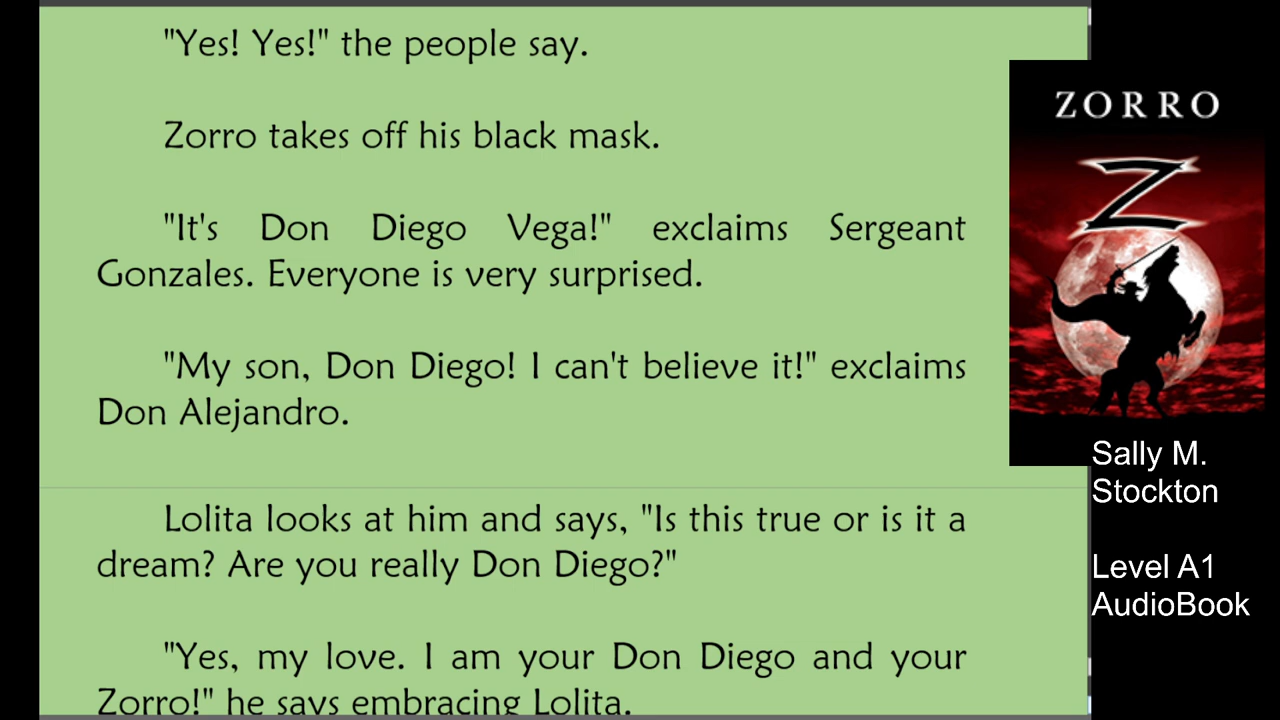 "Yes! Yes!" the people say.
Zorro takes off his black mask.
"It's Don Diego Vega!" exclaims Sergeant
Gonzales. Everyone is very surprised.
"My son, Don Diego! I can't believe it!" exclaims
Don Alejandro.
Lolita looks at him and says, "Is this true or is it a
dream? Are you really Don Diego?"
"Yes, my love. I am your Don Diego and your
Zorro!" he says embracing Lolita.
ZORRO
Z
Sally M.
Stockton
Level A1
AudioBook